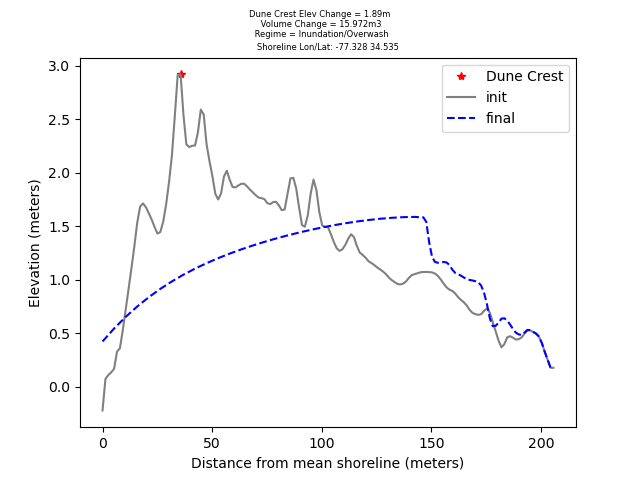 Dune Crest Elev Change = 1.89m
Volume Change = 15.972m3
Regime = Inundation/Overwash
Shoreline Lon/Lat: -77.328 34.535
Dune Crest
init
final
Elevation (meters)
3.0
2.5
2.0
1.5
1.0
0.5
0.0
0
50
100
150
200
Distance from mean shoreline (meters)